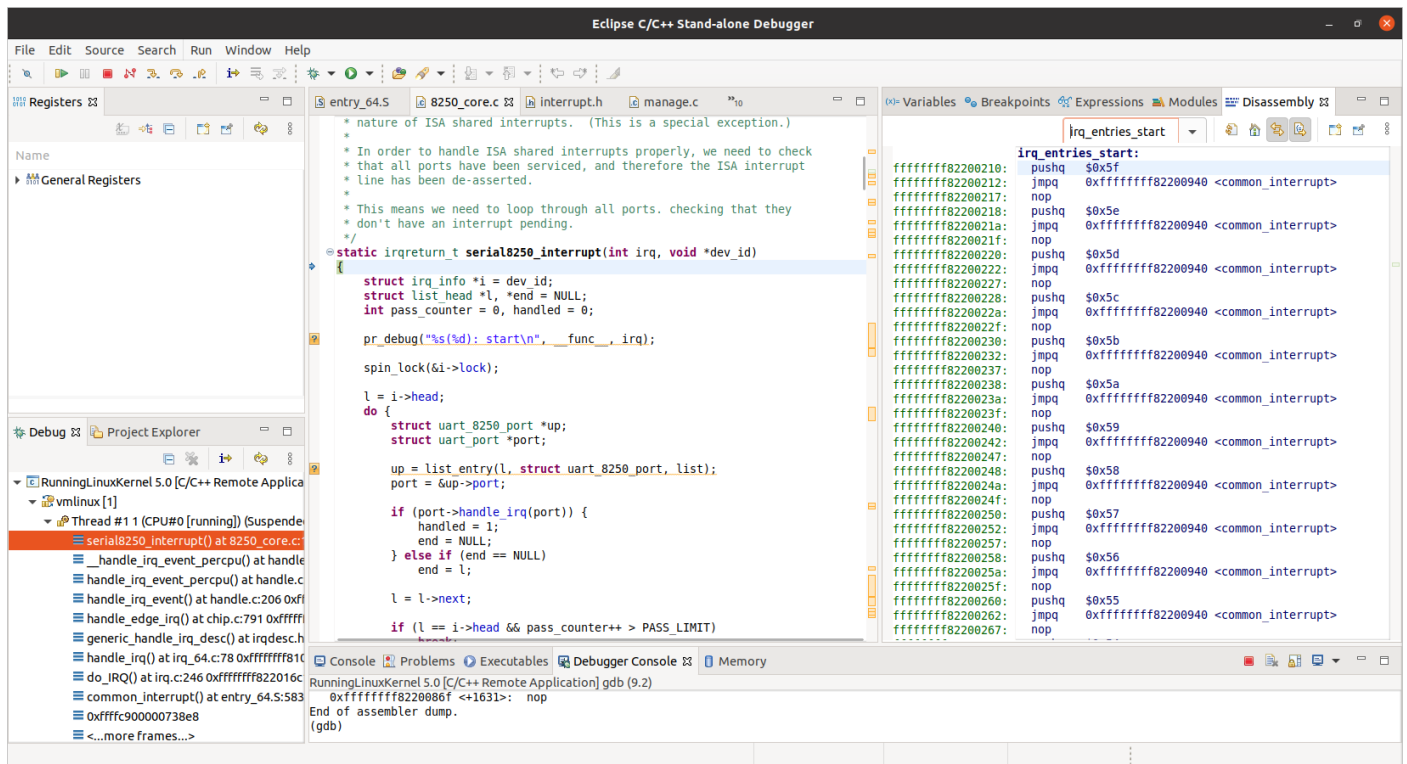 Eclipse C/C++ Stand-alone Debugger
File Edit Source Search Run Window Help
Registers
Name
General Registers
Debug
Project Explorer
RunningLinuxKernel 5.0 [C/C++ Remote Applica
vmlinux [1]
Thread #1 1 (CPU#0 [running]) (Suspende
serial8250_interrupt() at 8250_core.c:1
__handle_irq_event_percpu() at handle
handle_irq_event_percpu() at handle.c
handle_irq_event() at handle.c:206 0xff
handle_edge_irq() at chip.c:791 0xfffff
generic_handle_irq_desc() at irqdesc.h
handle_irq() at irq_64.c:78 0xffffffff810
do_IRQ() at irq.c:246 0xffffffff822016c
common_interrupt() at entry_64.S:583
0xffffc900000738e8
<...more frames...>
entry_64.S
8250_core.c
interrupt.h
manage.c
»10
* nature of ISA shared interrupts.  (This is a special exception.)
*
* In order to handle ISA shared interrupts properly, we need to check
* that all ports have been serviced, and therefore the ISA interrupt
* line has been de-asserted.
*
* This means we need to loop through all ports. checking that they
* don't have an interrupt pending.
*/
static irqreturn_t serial8250_interrupt(int irq, void *dev_id)
{
struct irq_info *i = dev_id;
struct list_head *l, *end = NULL;
int pass_counter = 0, handled = 0;
pr_debug("%s(%d): start\n", __func__, irq);
spin_lock(&i->lock);
l = i->head;
do {
struct uart_8250_port *up;
struct uart_port *port;
up = list_entry(l, struct uart_8250_port, list);
port = &up->port;
if (port->handle_irq(port)) {
handled = 1;
end = NULL;
} else if (end == NULL)
end = l;
l = l->next;
if (l == i->head && pass_counter++ > PASS_LIMIT)
(x)= Variables
Breakpoints
Expressions
Modules
Disassembly
irq_entries_start
irq_entries_start:
ffffffff82200210: pushq $0x5f
ffffffff82200212: jmpq 0xffffffff82200940 <common_interrupt>
ffffffff82200217: nop
ffffffff82200218: pushq $0x5e
ffffffff8220021a: jmpq 0xffffffff82200940 <common_interrupt>
ffffffff8220021f: nop
ffffffff82200220: pushq $0x5d
ffffffff82200222: jmpq 0xffffffff82200940 <common_interrupt>
ffffffff82200227: nop
ffffffff82200228: pushq $0x5c
ffffffff8220022a: jmpq 0xffffffff82200940 <common_interrupt>
ffffffff8220022f: nop
ffffffff82200230: pushq $0x5b
ffffffff82200232: jmpq 0xffffffff82200940 <common_interrupt>
ffffffff82200237: nop
ffffffff82200238: pushq $0x5a
ffffffff8220023a: jmpq 0xffffffff82200940 <common_interrupt>
ffffffff8220023f: nop
ffffffff82200240: pushq $0x59
ffffffff82200242: jmpq 0xffffffff82200940 <common_interrupt>
ffffffff82200247: nop
ffffffff82200248: pushq $0x58
ffffffff8220024a: jmpq 0xffffffff82200940 <common_interrupt>
ffffffff8220024f: nop
ffffffff82200250: pushq $0x57
ffffffff82200252: jmpq 0xffffffff82200940 <common_interrupt>
ffffffff82200257: nop
ffffffff82200258: pushq $0x56
ffffffff8220025a: jmpq 0xffffffff82200940 <common_interrupt>
ffffffff8220025f: nop
ffffffff82200260: pushq $0x55
ffffffff82200262: jmpq 0xffffffff82200940 <common_interrupt>
ffffffff82200267: nop
Console
Problems
Executables
Debugger Console
Memory
RunningLinuxKernel 5.0 [C/C++ Remote Application] gdb (9.2)
0xffffffff8220086f <+1631>:  nop
End of assembler dump.
(gdb)